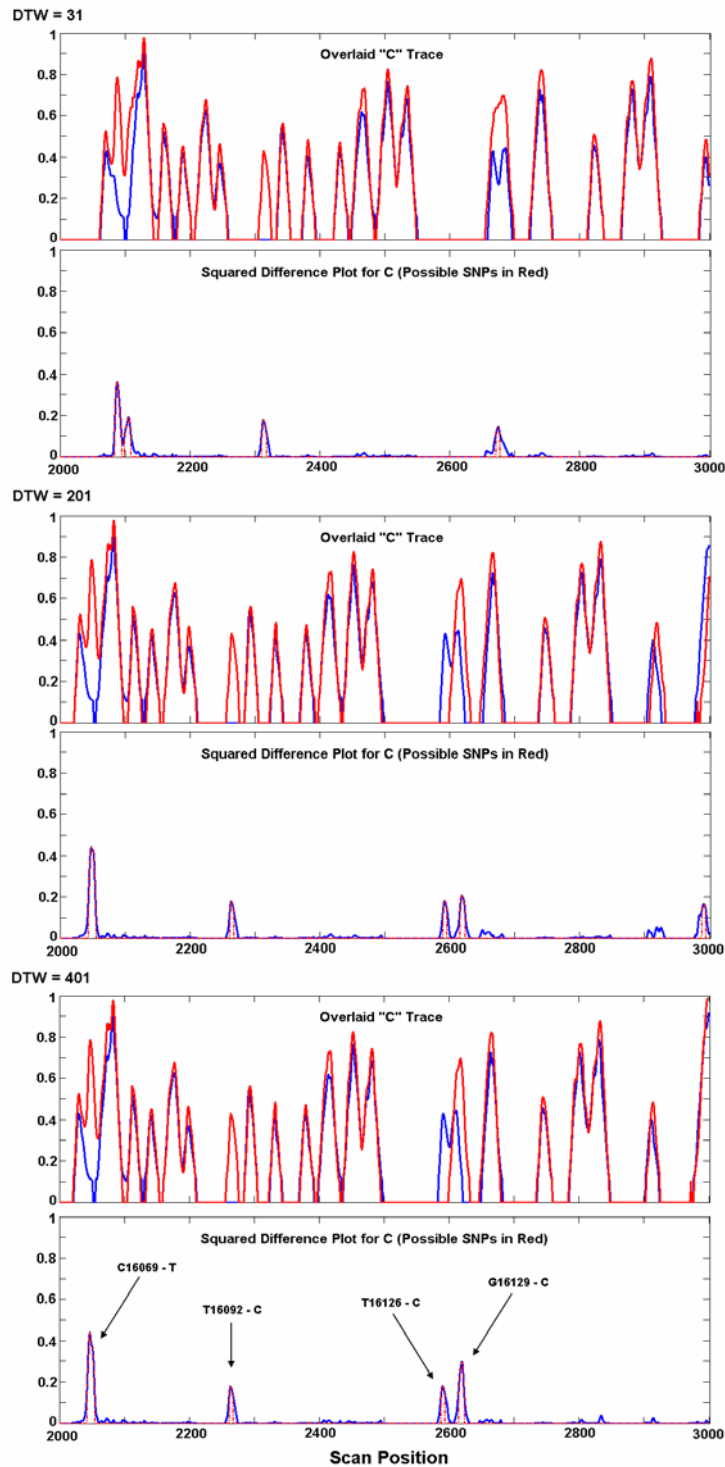 DTW = 31
Overlaid "C" Trace
1
0.8
0.6
0.4
0.2
0
Squared Difference Plot for C (Possible SNPs in Red)
1
0.8
0.6
0.4
0.2
0
2000 2200 2400 2600 2800 3000
DTW = 201
Overlaid "C" Trace
1
0.8
0.6
0.4
0.2
0
Squared Difference Plot for C (Possible SNPs in Red)
1
0.8
0.6
0.4
0.2
0
2000 2200 2400 2600 2800 3000
DTW = 401
Overlaid "C" Trace
1
0.8
0.6
0.4
0.2
0
Squared Difference Plot for C (Possible SNPs in Red)
C16069 - T
T16092 - C
T16126 - C
G16129 - C
1
0.8
0.6
0.4
0.2
0
2000 2200 2400 2600 2800 3000
Scan Position